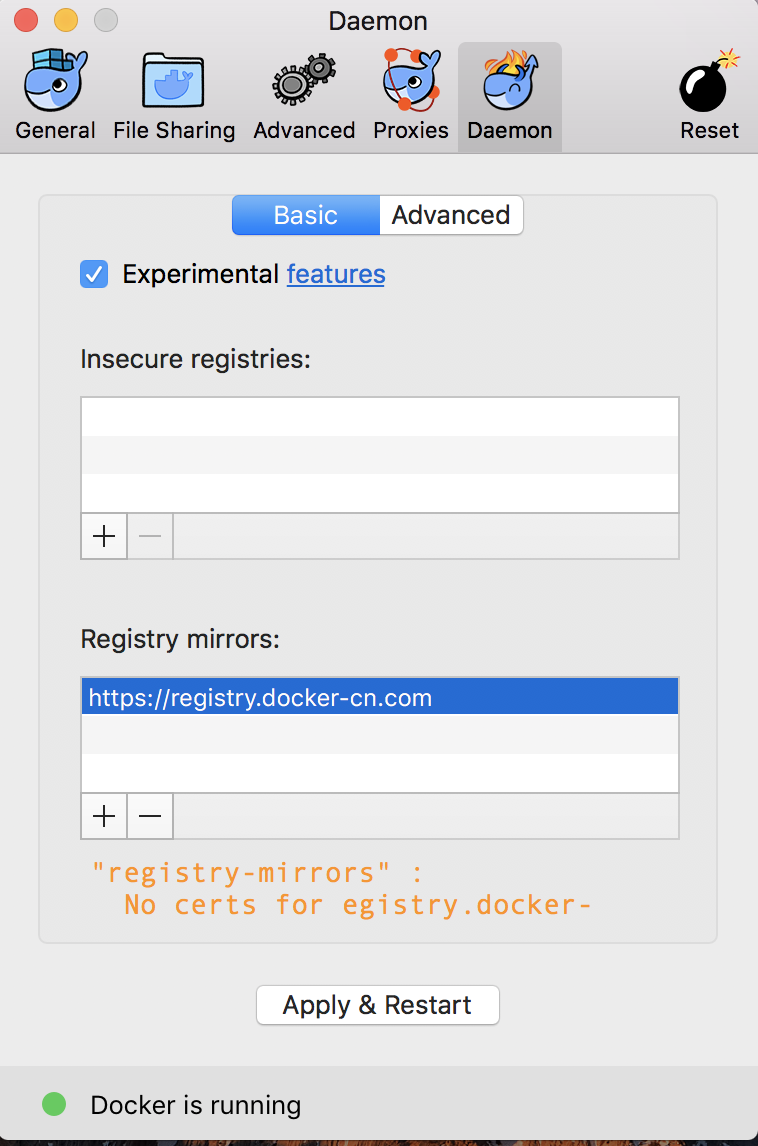 Daemon
General File Sharing Advanced Proxies Daemon Reset
Basic Advanced
Experimental features
Insecure registries:
Registry mirrors:
https://registry.docker-cn.com
"registry-mirrors" :
No certs for egistry.docker-
Apply & Restart
Docker is running